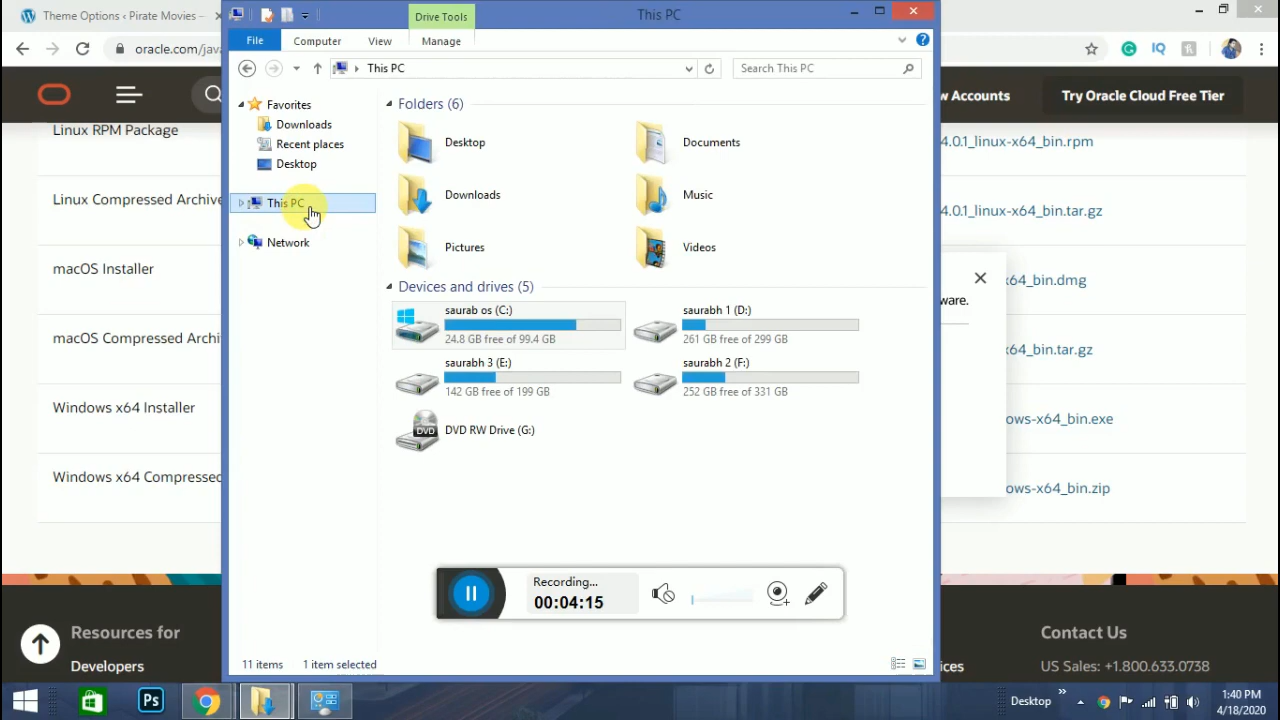 Theme Options ‹ Pirate Movies –
Drive Tools
This PC
File
Computer
View
Manage
oracle.com/jav
This PC
Search This PC
w Accounts
Try Oracle Cloud Free Tier
Favorites
Downloads
Recent places
Desktop
This PC
Network
Folders (6)
Desktop
Documents
Downloads
Music
Pictures
Videos
Devices and drives (5)
saurab os (C:)
24.8 GB free of 99.4 GB
saurabh 1 (D:)
261 GB free of 299 GB
saurabh 3 (E:)
142 GB free of 199 GB
saurabh 2 (F:)
252 GB free of 331 GB
DVD
DVD RW Drive (G:)
Linux RPM Package
4.0.1_linux-x64_bin.rpm
Linux Compressed Archive
4.0.1_linux-x64_bin.tar.gz
macOS Installer
x64_bin.dmg
ware.
macOS Compressed Archi
x64_bin.tar.gz
Windows x64 Installer
ows-x64_bin.exe
Windows x64 Compressed
ows-x64_bin.zip
Recording...
00:04:15
Resources for
Developers
Contact Us
US Sales: +1.800.633.0738
ices
11 items
1 item selected
Ps
Desktop
1:40 PM
4/18/2020